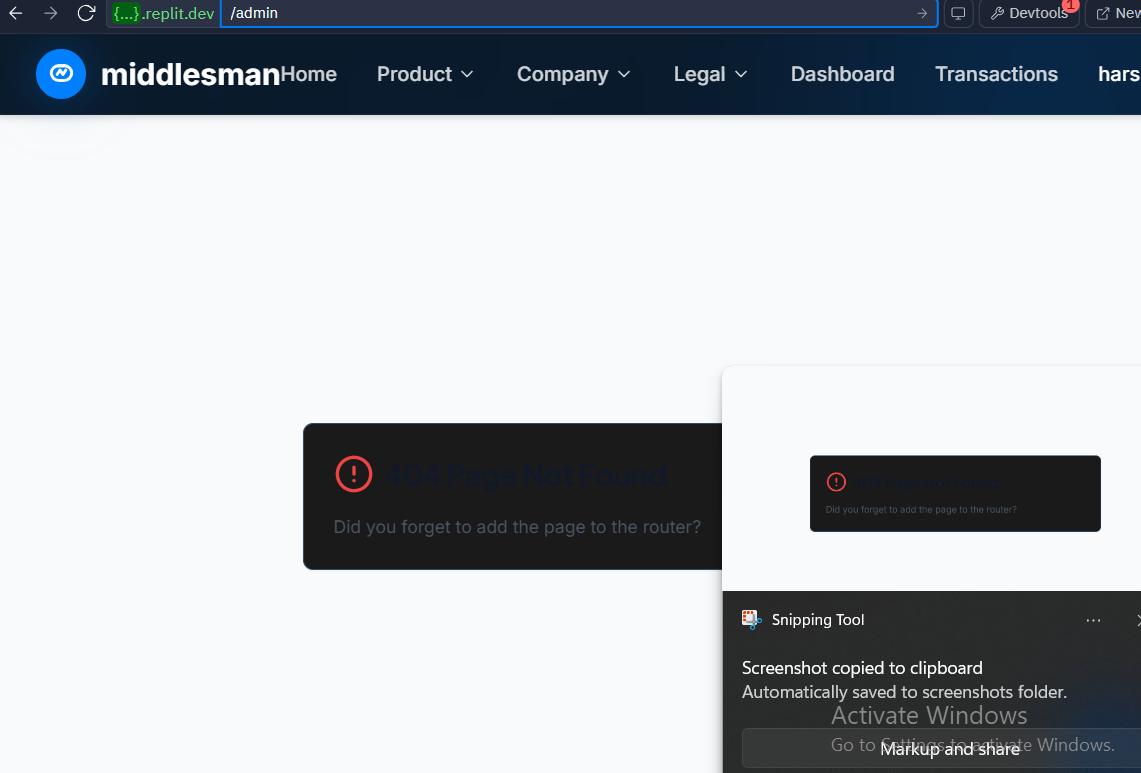 {...}.replit.dev /admin Devtools 1 New
middlesman Home Product Company Legal Dashboard Transactions hars
404 Page Not Found
Did you forget to add the page to the router?
404 Page Not Found
Did you forget to add the page to the router?
Snipping Tool
Screenshot copied to clipboard
Automatically saved to screenshots folder.
Activate Windows
Go to Settings to activate Windows.
Markup and share